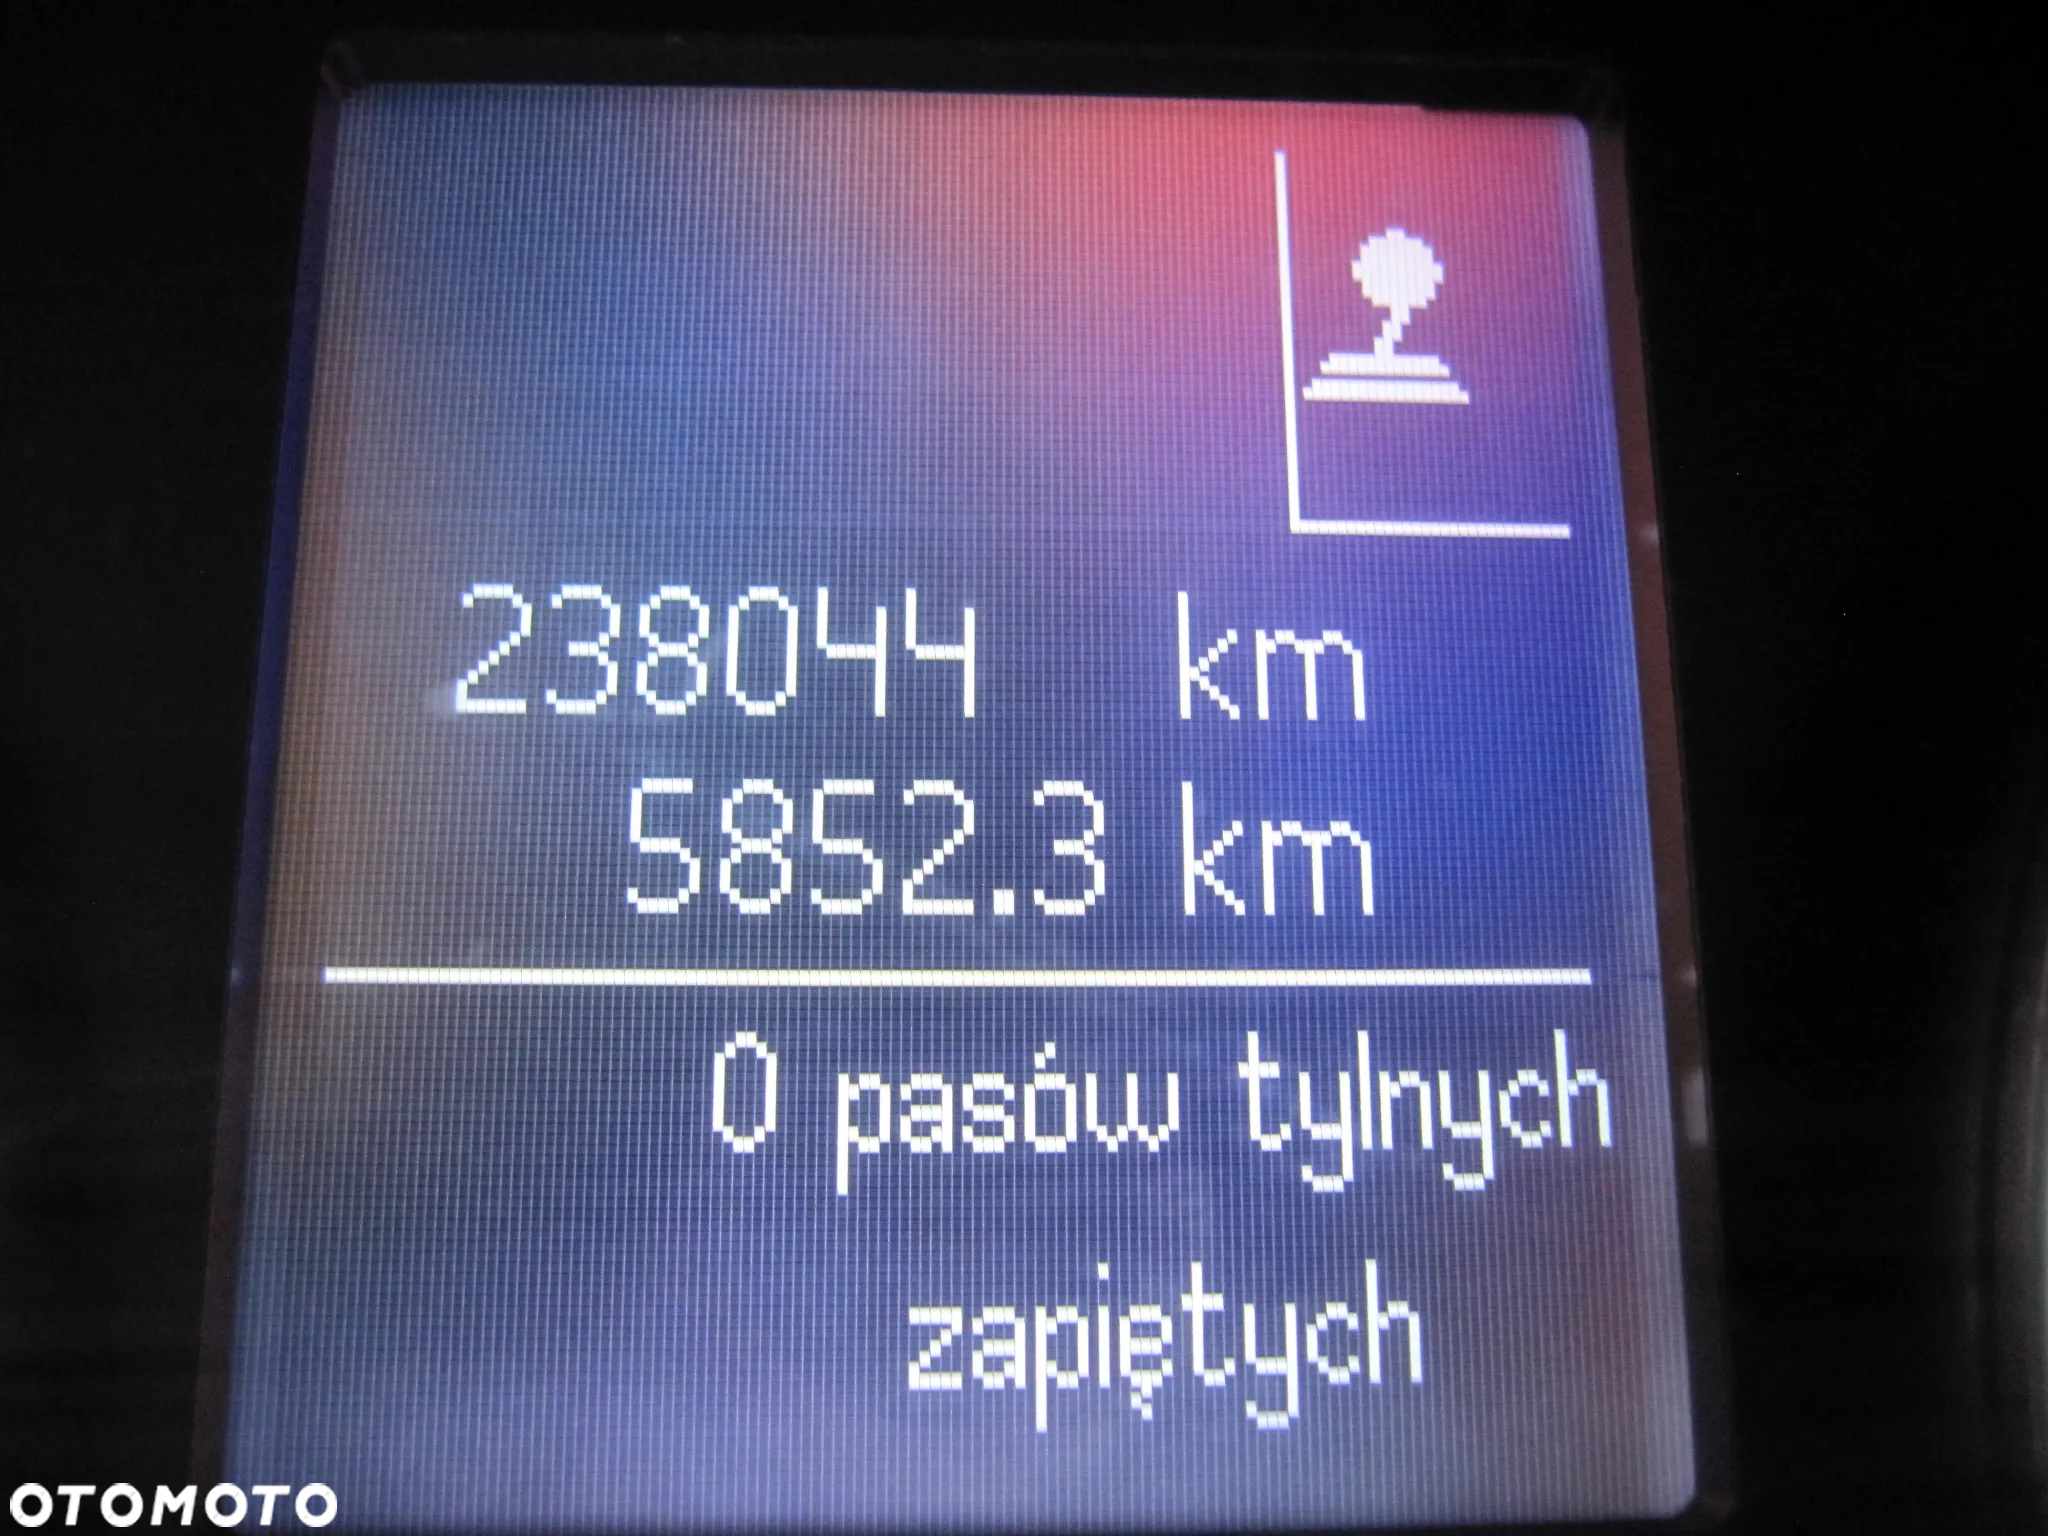 238044 km
5852.3 km
0 pasów tylnych
zapiętych
OTOMOTO